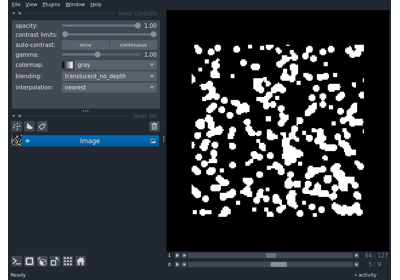 File View Plugins Window Help
layer controls
opacity: 1.00
contrast limits:
auto-contrast: once continuous
gamma: 1.00
colormap: gray
blending: translucent_no_depth
interpolation: nearest
layer list
Image
1 64 127
0 5 9
activity